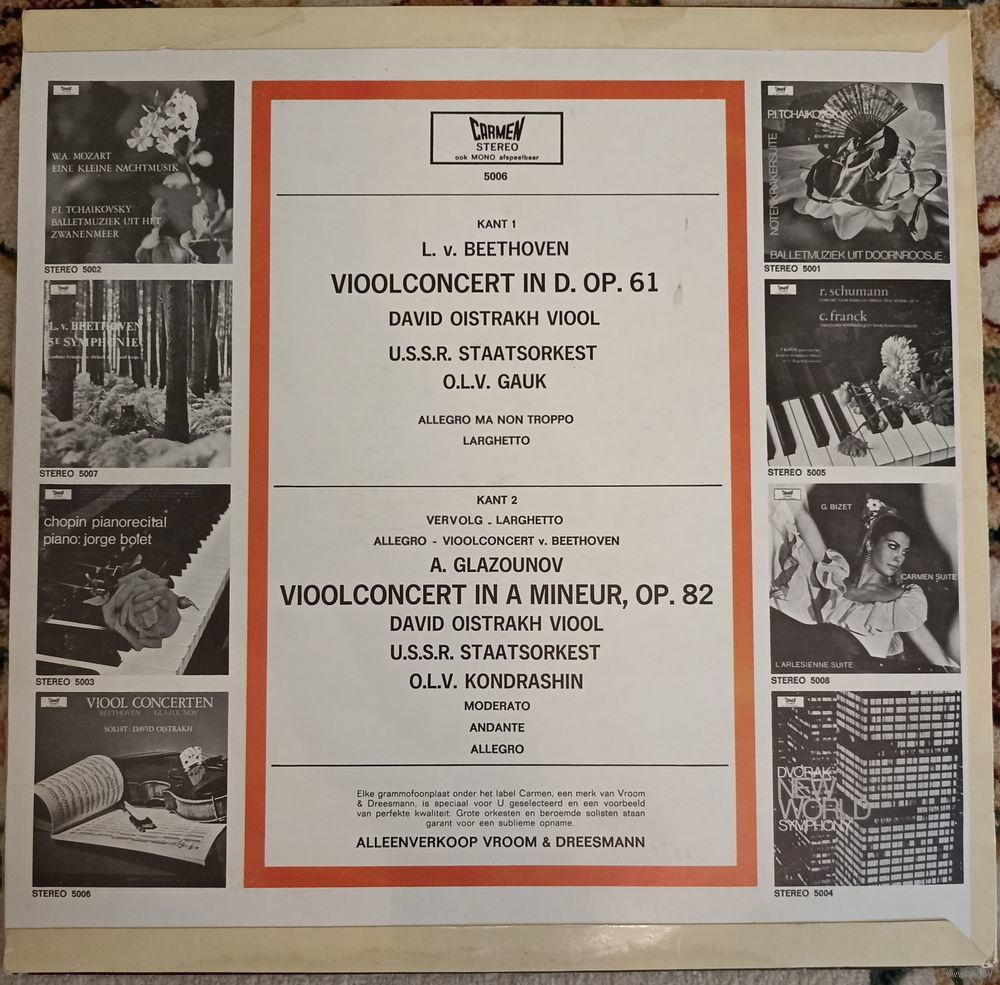 W.A. MOZART
EINE KLEINE NACHTMUSIK
P.I. TCHAIKOVSKY
BALLETMUZIEK UIT HET
ZWANENMEER
STEREO 5002
L. v. BEETHOVEN
5E SYMPHONIE
STEREO 5007
chopin pianorecital
piano: jorge bolet
STEREO 5003
VIOOL CONCERTEN
BEETHOVEN - GLAZOUNOV
SOLIST: DAVID OISTRAKH
STEREO 5006
CARMEN
STEREO
ook MONO afspeelbaar
5006
KANT 1
L. v. BEETHOVEN
VIOOLCONCERT IN D. OP. 61
DAVID OISTRAKH VIOOL
U.S.S.R. STAATSORKEST
O.L.V. GAUK
ALLEGRO MA NON TROPPO
LARGHETTO
KANT 2
VERVOLG - LARGHETTO
ALLEGRO - VIOOLCONCERT v. BEETHOVEN
A. GLAZOUNOV
VIOOLCONCERT IN A MINEUR, OP. 82
DAVID OISTRAKH VIOOL
U.S.S.R. STAATSORKEST
O.L.V. KONDRASHIN
MODERATO
ANDANTE
ALLEGRO
Elke grammofoonplaat onder het label Carmen, een merk van Vroom
& Dreesmann, is speciaal voor U geselecteerd en een voorbeeld
van perfekte kwaliteit. Grote orkesten en beroemde solisten staan
garant voor een sublieme opname.
ALLEENVERKOOP VROOM & DREESMANN
P.I. TCHAIKOVSKY
NOTENKRAKERSUITE
BALLETMUZIEK UIT DOORNROOSJE
STEREO 5001
r. schumann
c. franck
STEREO 5005
G. BIZET
CARMEN SUITE
L'ARLESIENNE SUITE
STEREO 5008
DVORAK
NEW
WORLD
SYMPHONY
STEREO 5004